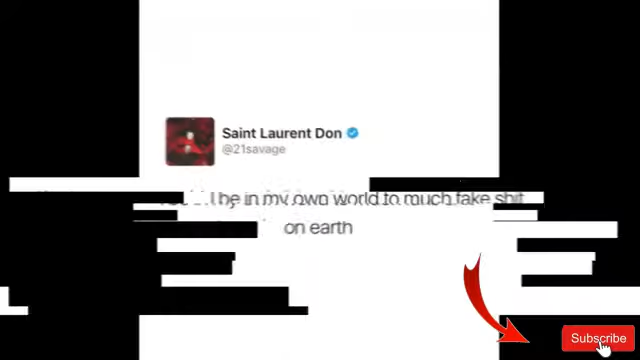 Saint Laurent Don
@21savage
be in my own world to much fake shit
on earth
Subscribe